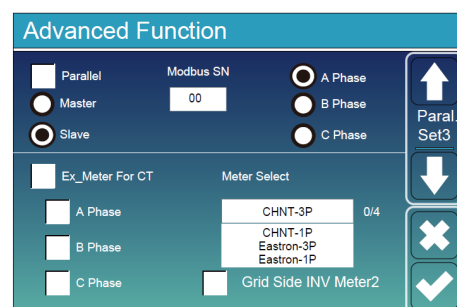 Advanced Function
Parallel
Modbus SN
A Phase
Master
00
B Phase
Slave
C Phase
Paral.
Set3
Ex_Meter For CT
Meter Select
A Phase
CHNT-3P
0/4
CHNT-1P
B Phase
Eastron-3P
Eastron-1P
C Phase
Grid Side INV Meter2